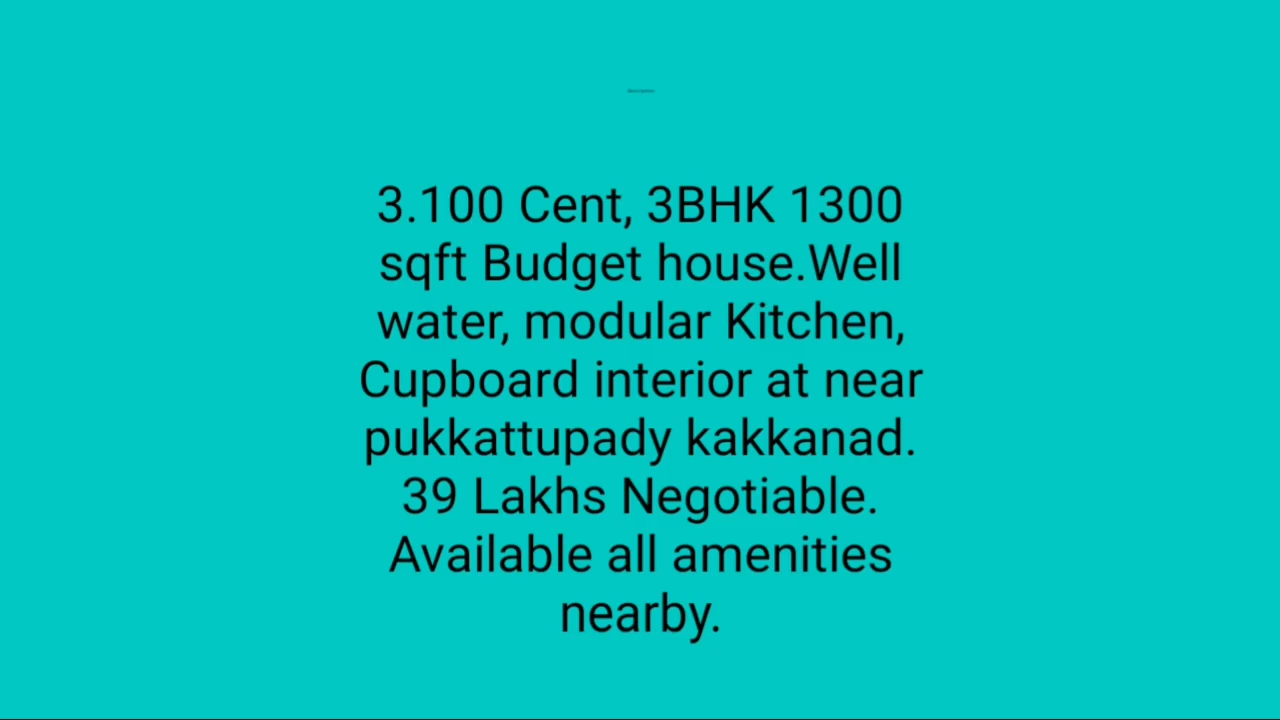 3.100 Cent, 3BHK 1300
sqft Budget house.Well
water, modular Kitchen,
Cupboard interior at near
pukkattupady kakkanad.
39 Lakhs Negotiable.
Available all amenities
nearby.